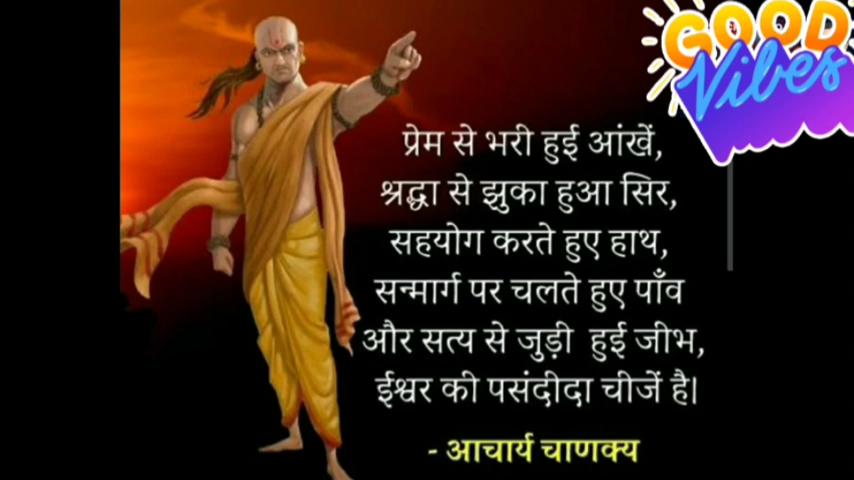 GOOD
Vibes
प्रेम से भरी हुई आंखें,
श्रद्धा से झुका हुआ सिर,
सहयोग करते हुए हाथ,
सन्मार्ग पर चलते हुए पाँव
और सत्य से जुड़ी हुई जीभ,
ईश्वर की पसंदीदा चीजें है।
- आचार्य चाणक्य